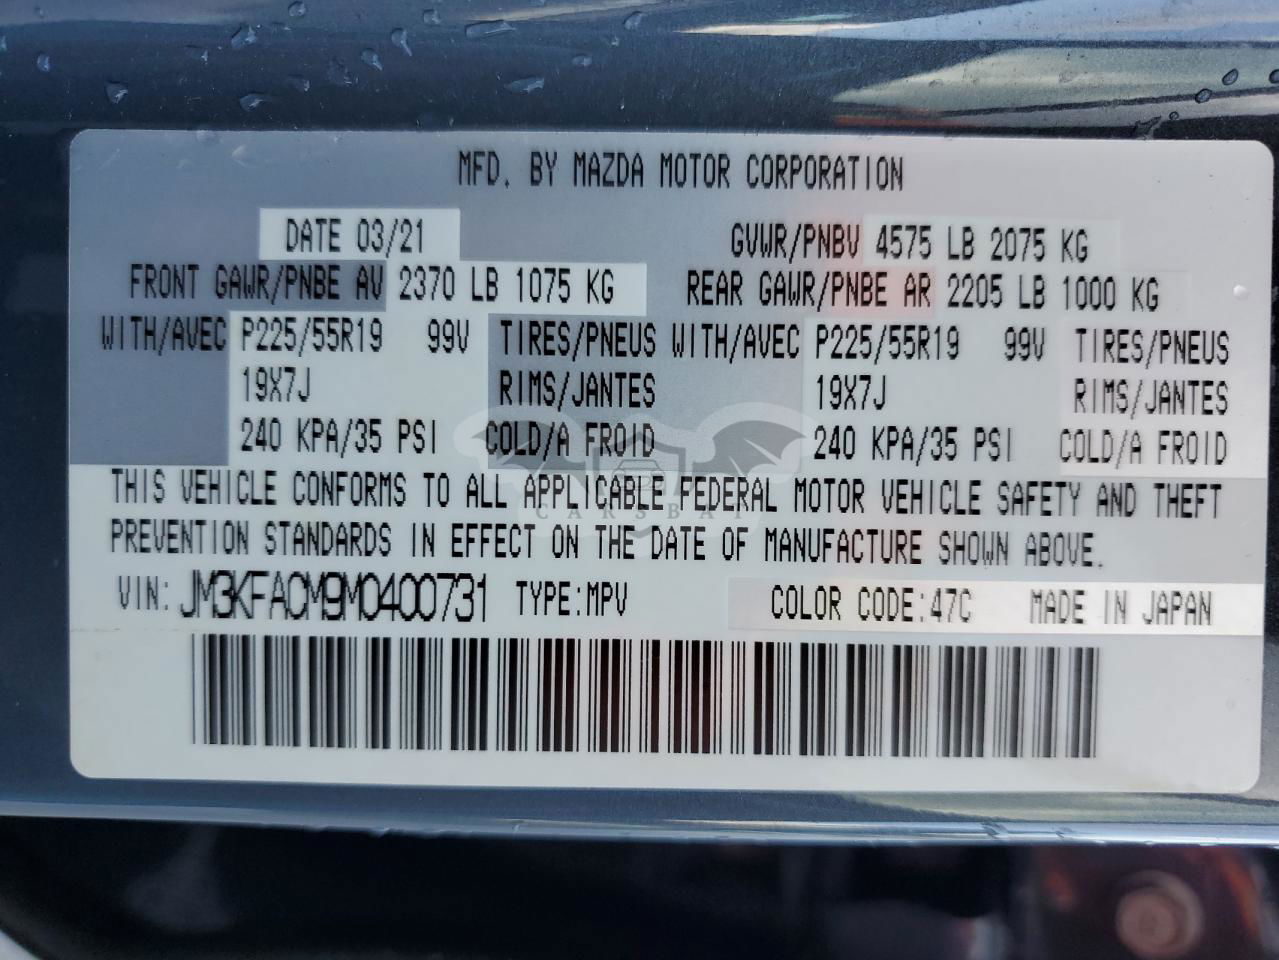 MFD. BY MAZDA MOTOR CORPORATION
DATE 03/21 GVWR/PNBV 4575 LB 2075 KG
FRONT GAWR/PNBE AV 2370 LB 1075 KG REAR GAWR/PNBE AR 2205 LB 1000 KG
WITH/AVEC P225/55R19 99V TIRES/PNEUS WITH/AVEC P225/55R19 99V TIRES/PNEUS
19X7J RIMS/JANTES 19X7J RIMS/JANTES
240 KPA/35 PSI COLD/A FROID 240 KPA/35 PSI COLD/A FROID
THIS VEHICLE CONFORMS TO ALL APPLICABLE FEDERAL MOTOR VEHICLE SAFETY AND THEFT
CARSBAT
PREVENTION STANDARDS IN EFFECT ON THE DATE OF MANUFACTURE SHOWN ABOVE.
VIN: JM3KFACM9M0400731 TYPE:MPV COLOR CODE:47C MADE IN JAPAN